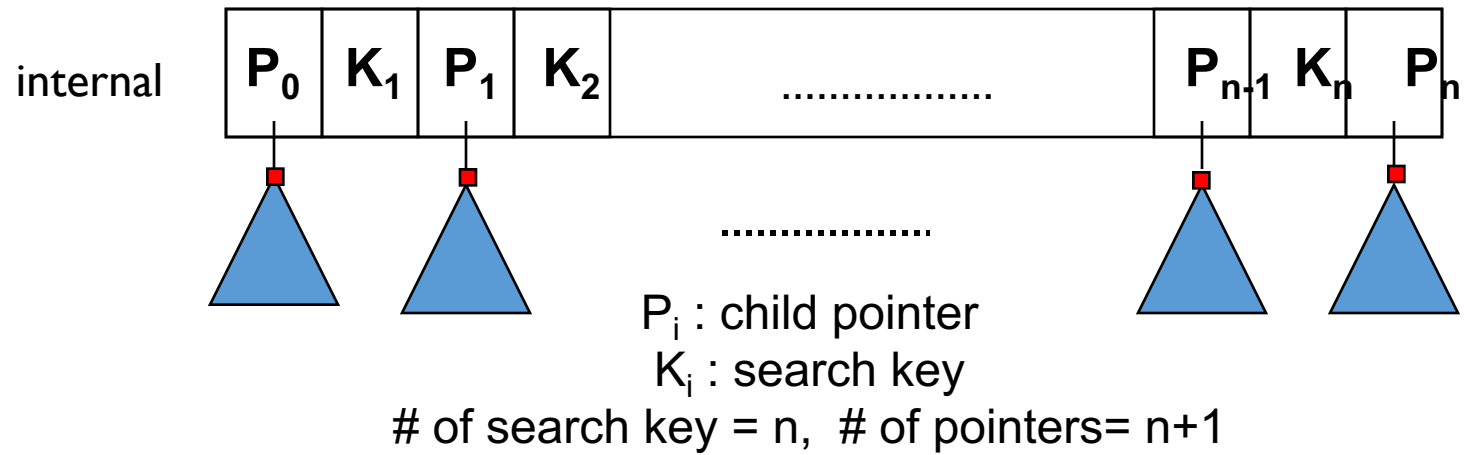 internal P₀ K₁ P₁ K₂ ................. Pₙ₋₁ Kₙ Pₙ
..................
Pᵢ : child pointer
Kᵢ : search key
# of search key = n, # of pointers= n+1